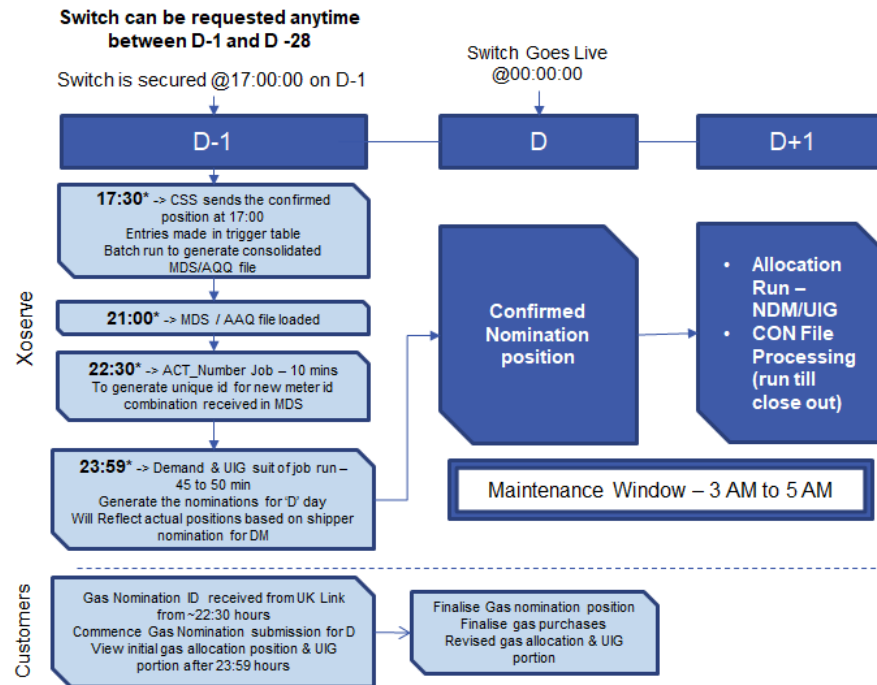 Switch can be requested anytime
between D-1 and D -28
Switch is secured @17:00:00 on D-1
Switch Goes Live
@00:00:00
D-1
D
D+1
Xoserve
17:30* -> CSS sends the confirmed
position at 17:00
Entries made in trigger table
Batch run to generate consolidated
MDS/AQQ file
21:00* -> MDS / AAQ file loaded
22:30* -> ACT_Number Job – 10 mins
To generate unique id for new meter id
combination received in MDS
23:59* -> Demand & UIG suit of job run –
45 to 50 min
Generate the nominations for 'D' day
Will Reflect actual positions based on shipper
nomination for DM
Confirmed
Nomination
position
• Allocation
Run –
NDM/UIG
• CON File
Processing
(run till
close out)
Maintenance Window – 3 AM to 5 AM
Customers
Gas Nomination ID received from UK Link
from ~22:30 hours
Commence Gas Nomination submission for D
View initial gas allocation position & UIG
portion after 23:59 hours
Finalise Gas nomination position
Finalise gas purchases
Revised gas allocation & UIG
portion